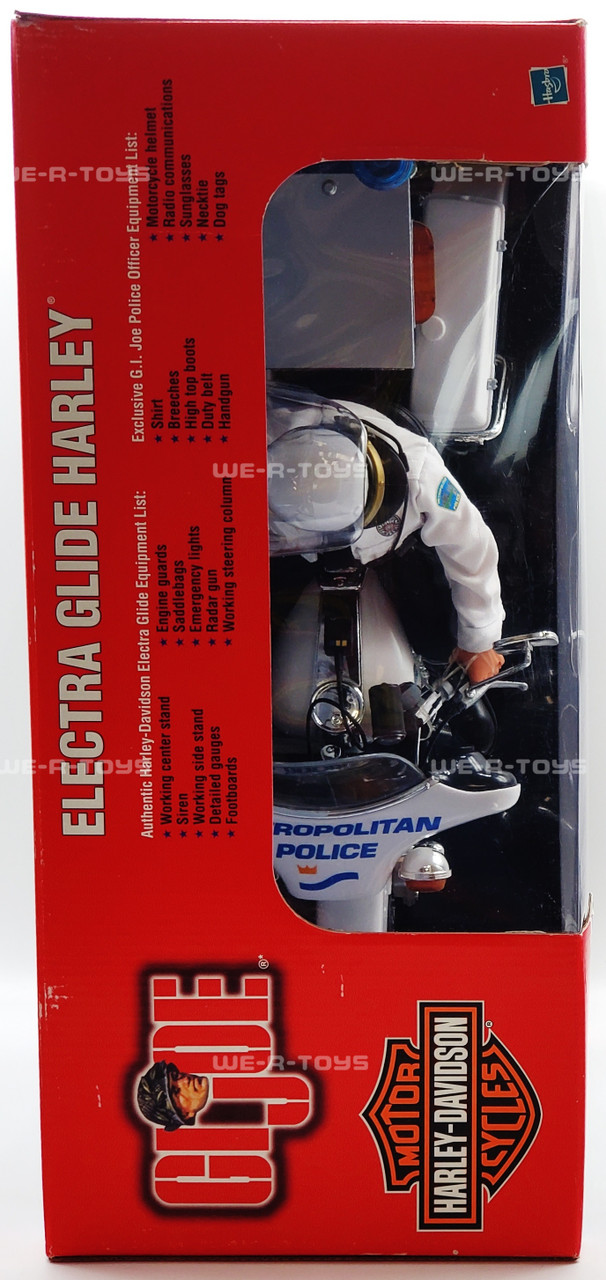 ELECTRA GLIDE HARLEY®
Authentic Harley-Davidson Electra Glide Equipment List:
★ Working center stand
★ Siren
★ Working side stand
★ Detailed gauges
★ Footboards
★ Engine guards
★ Saddlebags
★ Emergency lights
★ Radar gun
★ Working steering column
Exclusive G.I. Joe Police Officer Equipment List:
★ Shirt
★ Breeches
★ High top boots
★ Duty belt
★ Handgun
★ Motorcycle helmet
★ Radio communications
★ Sunglasses
★ Necktie
★ Dog tags
Hasbro
ROPOLITAN
POLICE
GI JOE®
MOTOR
HARLEY-DAVIDSON
CYCLES
®
WE-R-TOYS
WE-R-TOYS
WE-R-TOYS
WE-R-TOYS
WE-R-TOYS
WE-R-TOYS